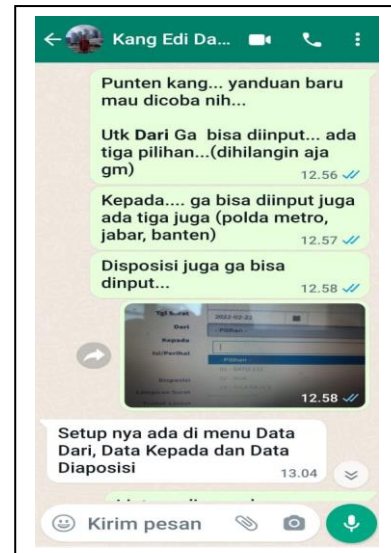 Kang Edi Da...
Punten kang... yanduan baru
mau dicoba nih...
Utk Dari Ga bisa diinput... ada
tiga pilihan...(dihilangin aja
gm)
12.56
Kepada.... ga bisa diinput juga
ada tiga juga (polda metro,
jabar, banten)
12.57
Disposisi juga ga bisa
dinput...
12.58
Tgl Surat 2022-02-22
Dari - Pilihan -
Kepada
Isi/Perihal
- Pilihan -
Disposisi
12.58
Setup nya ada di menu Data
Dari, Data Kepada dan Data
Diaposisi
13.04
Kirim pesan